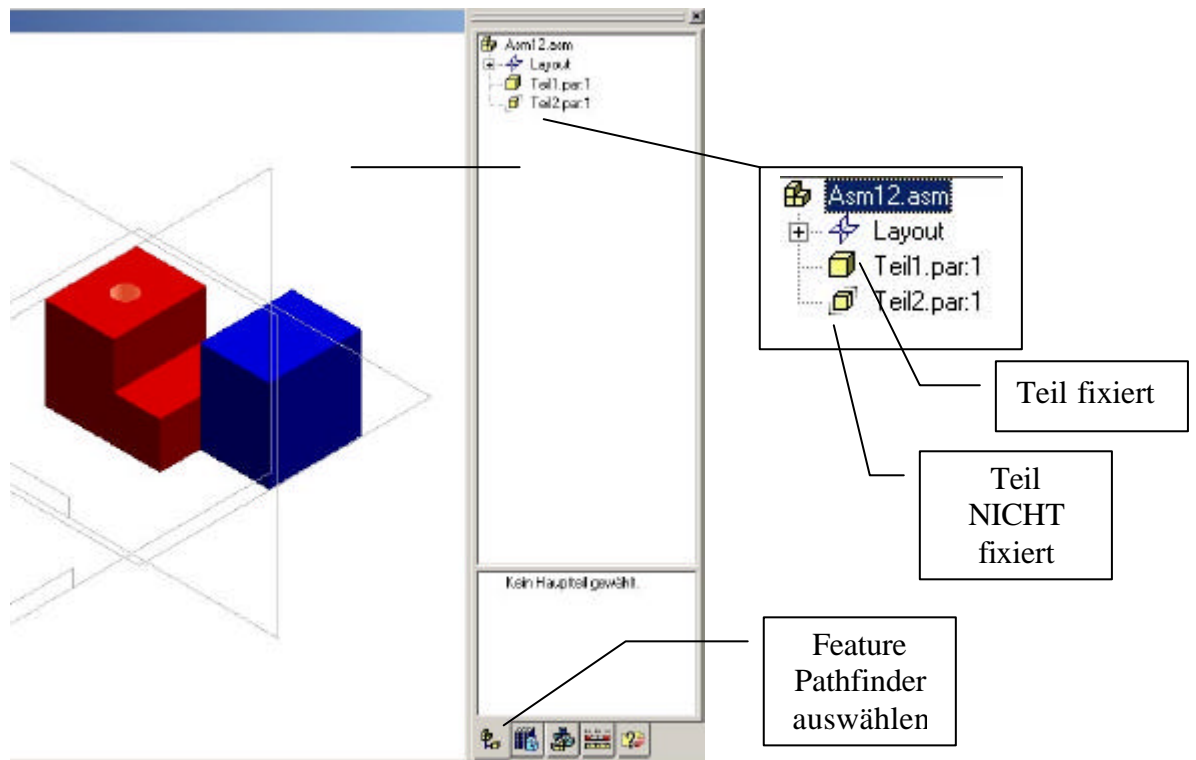 Asm12.asm
Layout
Teil1.par:1
Teil2.par:1
Asm12.asm
Layout
Teil1.par:1
Teil2.par:1
Teil fixiert
Teil
NICHT
fixiert
Kein Hauptteil gewählt.
Feature
Pathfinder
auswählen